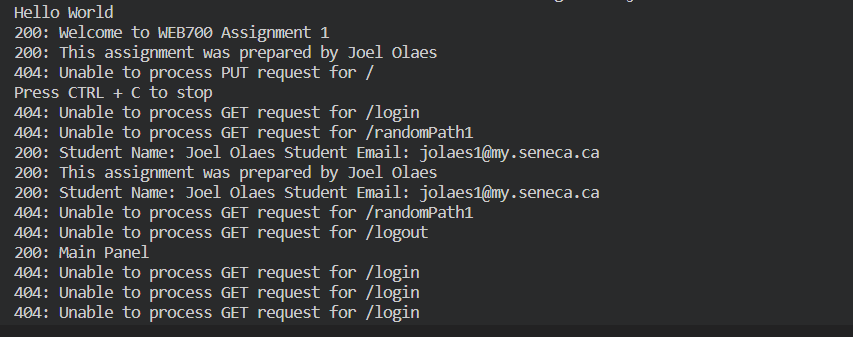 Hello World
200: Welcome to WEB700 Assignment 1
200: This assignment was prepared by Joel Olaes
404: Unable to process PUT request for /
Press CTRL + C to stop
404: Unable to process GET request for /login
404: Unable to process GET request for /randomPath1
200: Student Name: Joel Olaes Student Email: jolaes1@my.seneca.ca
200: This assignment was prepared by Joel Olaes
200: Student Name: Joel Olaes Student Email: jolaes1@my.seneca.ca
404: Unable to process GET request for /randomPath1
404: Unable to process GET request for /logout
200: Main Panel
404: Unable to process GET request for /login
404: Unable to process GET request for /login
404: Unable to process GET request for /login